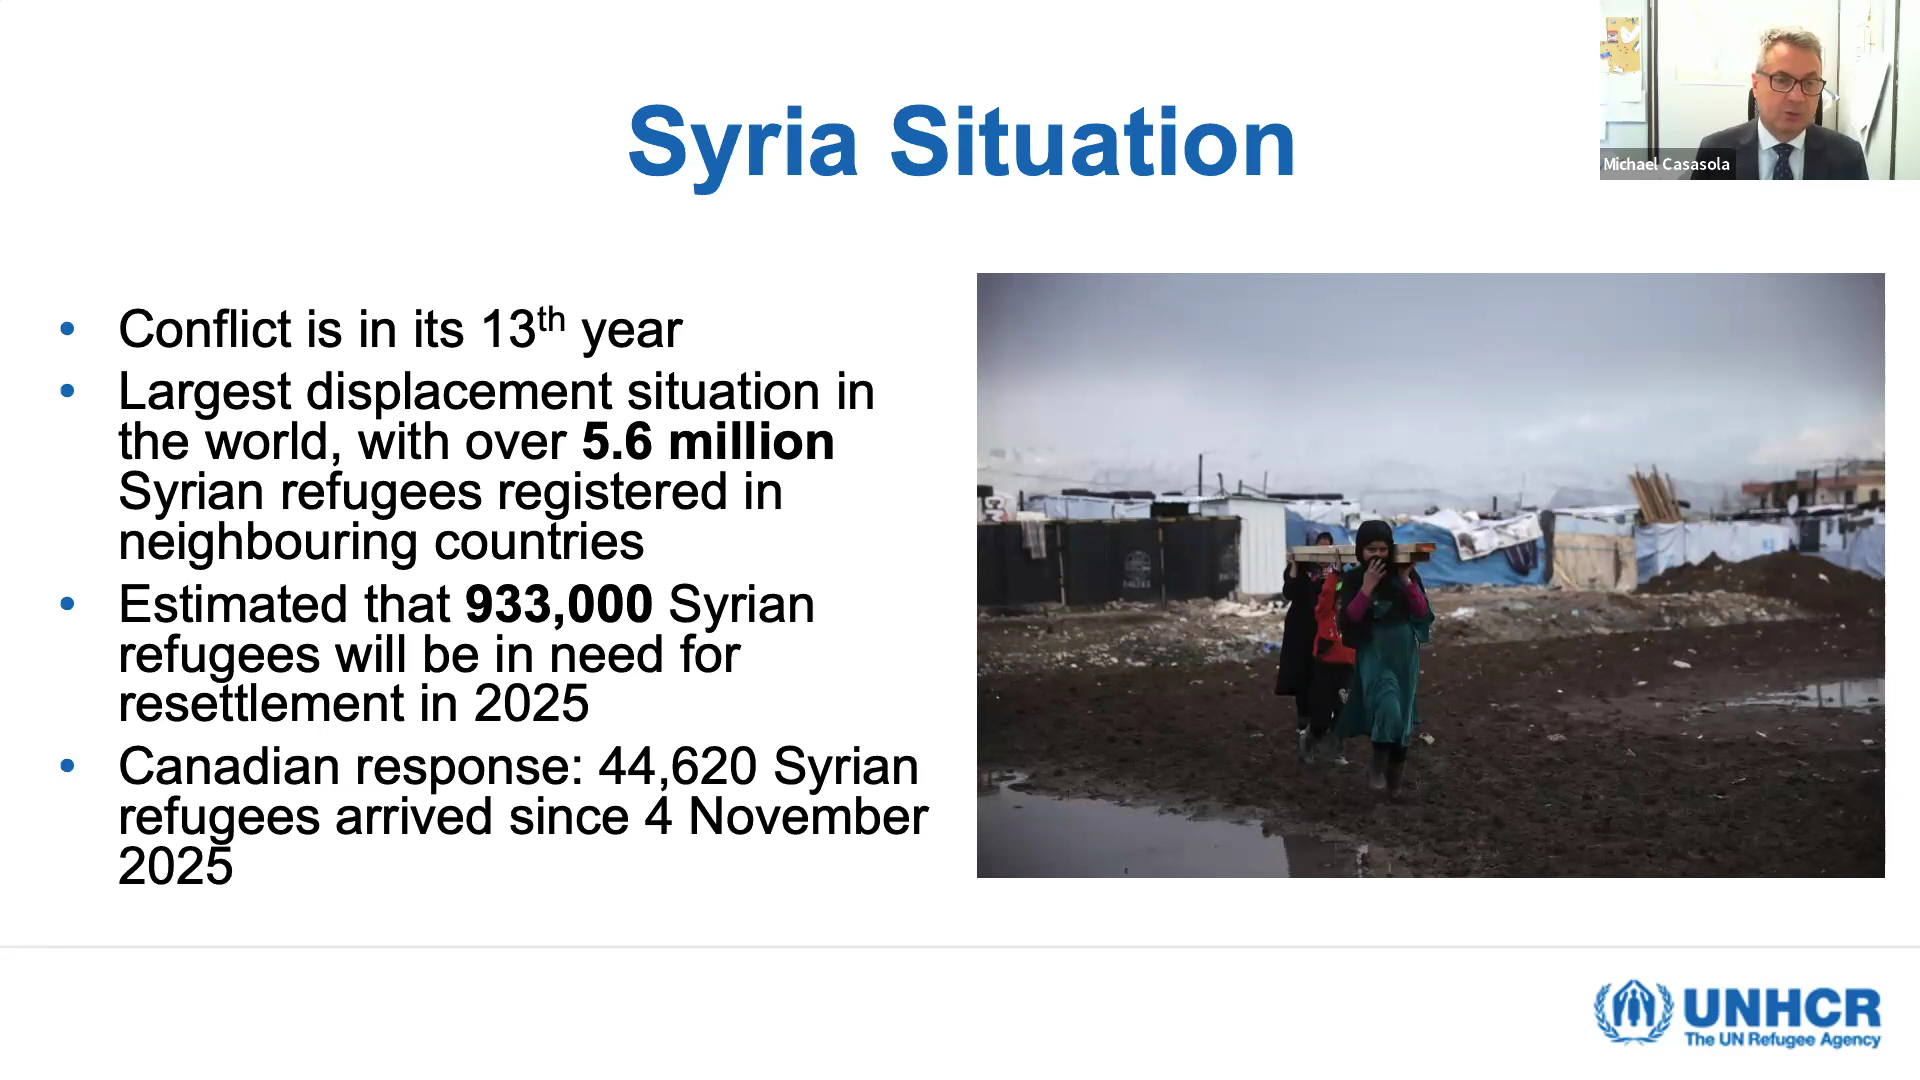 Syria Situation
Michael Casasola
• Conflict is in its 13th year
• Largest displacement situation in
the world, with over 5.6 million
Syrian refugees registered in
neighbouring countries
• Estimated that 933,000 Syrian
refugees will be in need for
resettlement in 2025
• Canadian response: 44,620 Syrian
refugees arrived since 4 November
2025
UNHCR
The UN Refugee Agency